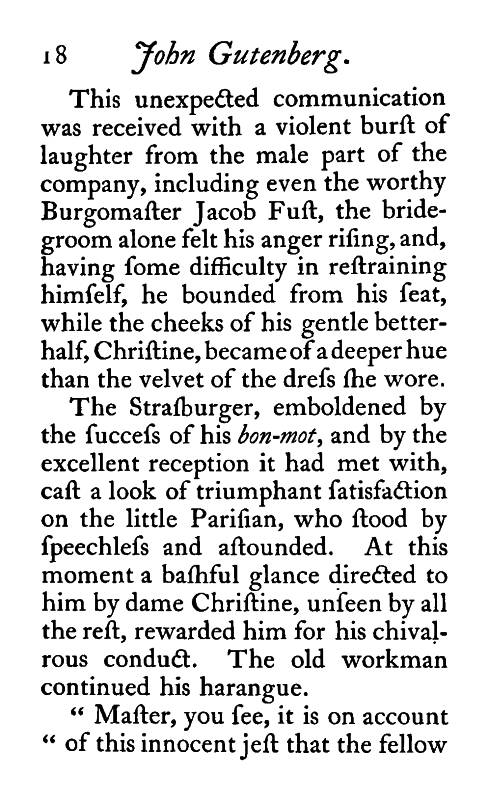 18 John Gutenberg.
This unexpected communication
was received with a violent burſt of
laughter from the male part of the
company, including even the worthy
Burgomaſter Jacob Fuſt, the bride-
groom alone felt his anger riſing, and,
having ſome difficulty in reſtraining
himſelf, he bounded from his ſeat,
while the cheeks of his gentle better-
half, Chriſtine, became of a deeper hue
than the velvet of the dreſs ſhe wore.
The Straſburger, emboldened by
the ſucceſs of his bon-mot, and by the
excellent reception it had met with,
caſt a look of triumphant ſatisfaction
on the little Pariſian, who ſtood by
ſpeechleſs and aſtounded. At this
moment a baſhful glance directed to
him by dame Chriſtine, unſeen by all
the reſt, rewarded him for his chival-
rous conduct. The old workman
continued his harangue.
“ Maſter, you ſee, it is on account
“ of this innocent jeſt that the fellow